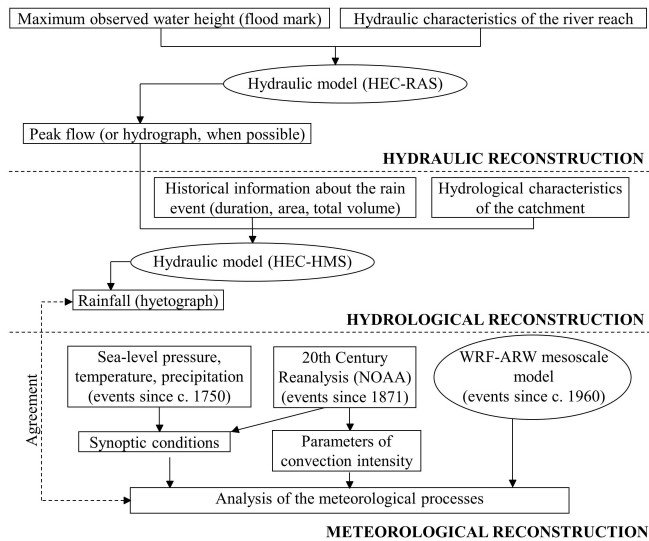 Maximum observed water height (flood mark)
Hydraulic characteristics of the river reach
Hydraulic model (HEC-RAS)
Peak flow (or hydrograph, when possible)
HYDRAULIC RECONSTRUCTION
Historical information about the rain
event (duration, area, total volume)
Hydrological characteristics
of the catchment
Hydraulic model (HEC-HMS)
Rainfall (hyetograph)
HYDROLOGICAL RECONSTRUCTION
Agreement
Sea-level pressure,
temperature, precipitation
(events since c. 1750)
20th Century
Reanalysis (NOAA)
(events since 1871)
WRF-ARW mesoscale
model
(events since c. 1960)
Synoptic conditions
Parameters of
convection intensity
Analysis of the meteorological processes
METEOROLOGICAL RECONSTRUCTION